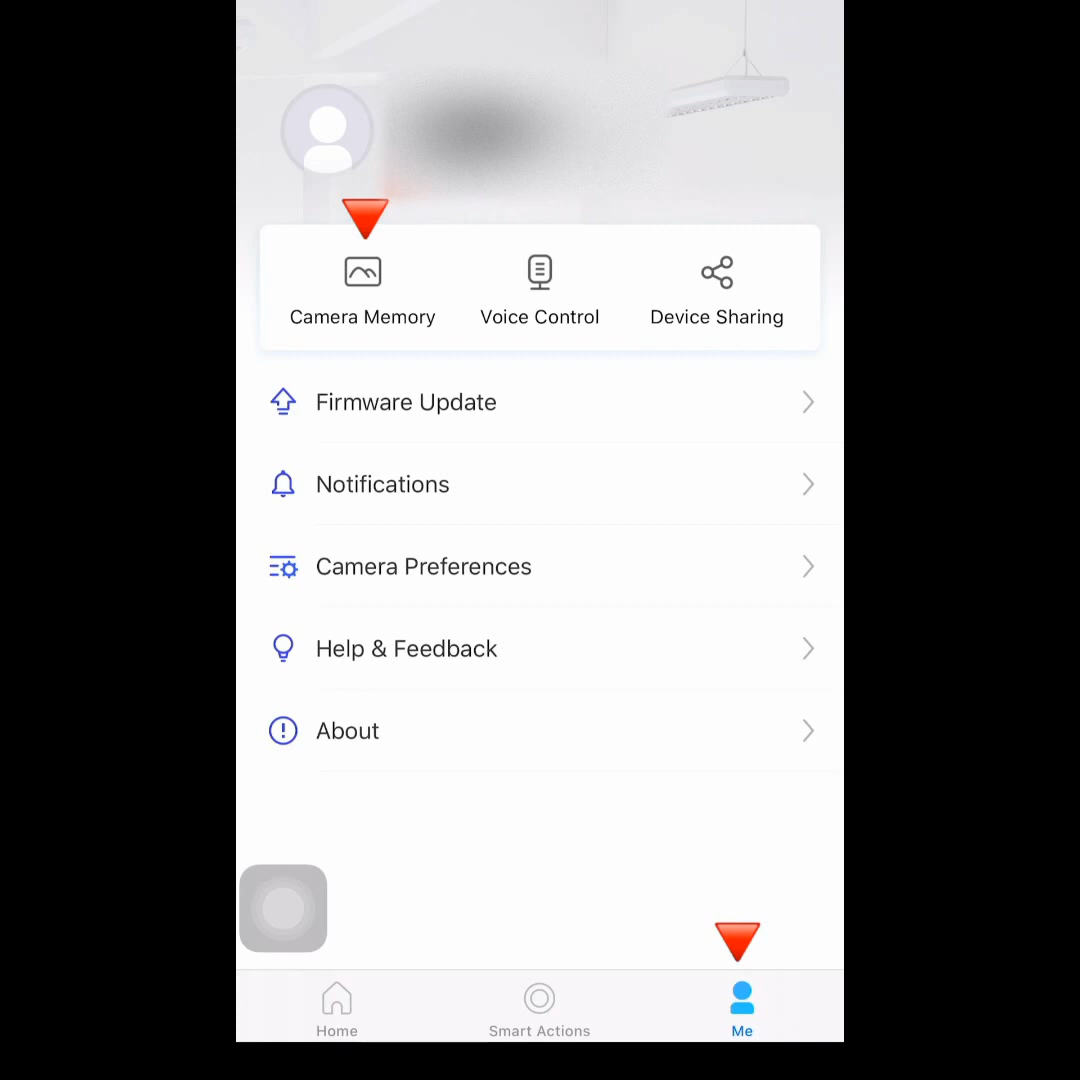 Camera Memory
Voice Control
Device Sharing
Firmware Update
Notifications
Camera Preferences
Help & Feedback
About
Home
Smart Actions
Me